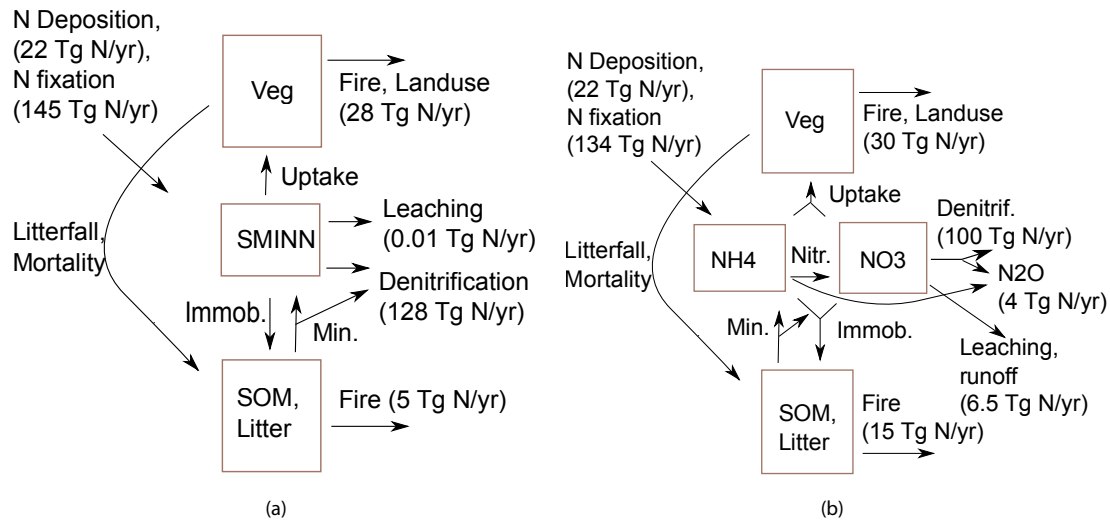 N Deposition,
(22 Tg N/yr),
N fixation
(145 Tg N/yr)
Veg
Fire, Landuse
(28 Tg N/yr)
Uptake
Litterfall,
Mortality
SMINN
Leaching
(0.01 Tg N/yr)
Denitrification
(128 Tg N/yr)
Immob.
Min.
SOM,
Litter
Fire (5 Tg N/yr)
(a)
N Deposition,
(22 Tg N/yr),
N fixation
(134 Tg N/yr)
Veg
Fire, Landuse
(30 Tg N/yr)
Uptake
Litterfall,
Mortality
NH4
Nitr.
NO3
Denitrif.
(100 Tg N/yr)
N2O
(4 Tg N/yr)
Min.
Immob.
Leaching,
runoff
(6.5 Tg N/yr)
SOM,
Litter
Fire
(15 Tg N/yr)
(b)